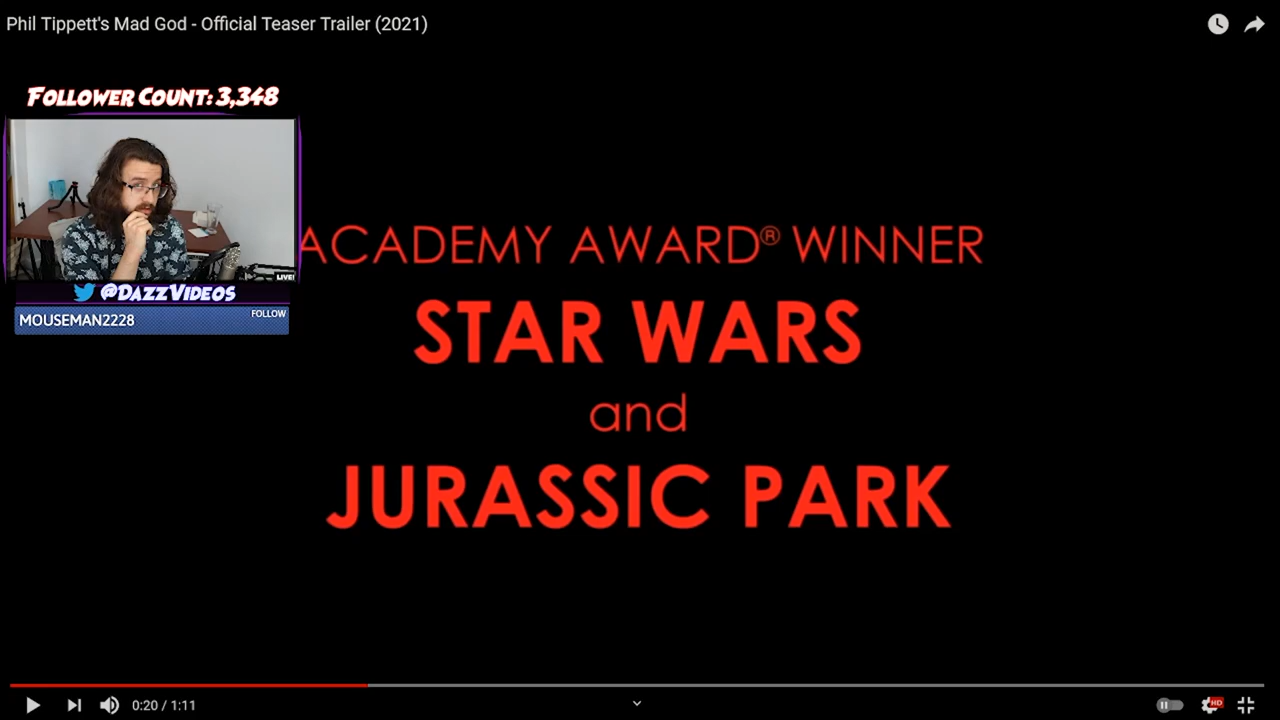 Phil Tippett's Mad God - Official Teaser Trailer (2021)
FOLLOWER COUNT: 3,348
LIVE!
@DAZZVIDEOS
MOUSEMAN2228
FOLLOW
ACADEMY AWARD® WINNER
STAR WARS
and
JURASSIC PARK
0:20 / 1:11
HD